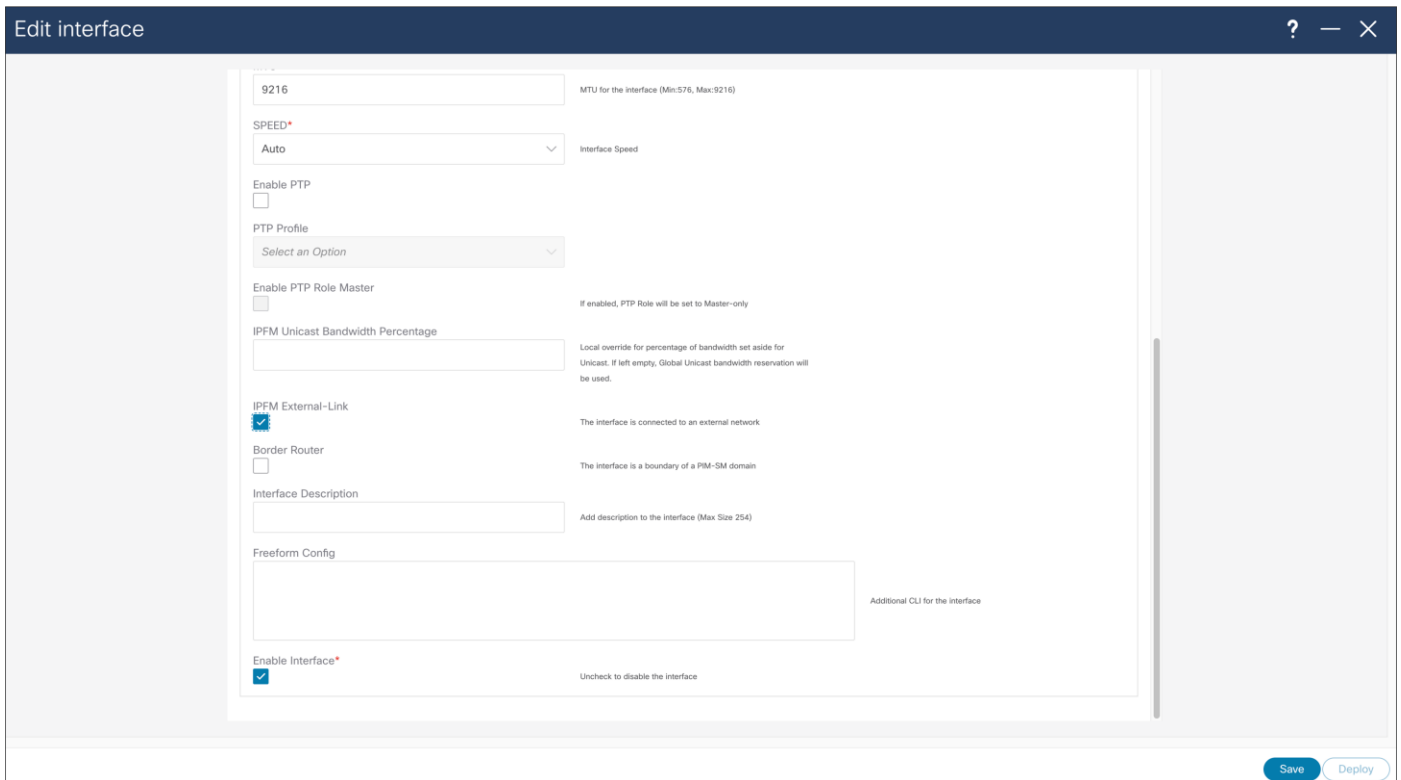 Edit interface
?
9216
MTU for the interface (Min:576, Max:9216)
SPEED*
Auto
Interface Speed
Enable PTP
PTP Profile
Select an Option
Enable PTP Role Master
If enabled, PTP Role will be set to Master-only
IPFM Unicast Bandwidth Percentage
Local override for percentage of bandwidth set aside for
Unicast. If left empty, Global Unicast bandwidth reservation will
be used.
IPFM External-Link
The interface is connected to an external network
Border Router
The interface is a boundary of a PIM-SM domain
Interface Description
Add description to the interface (Max Size 254)
Freeform Config
Additional CLI for the interface
Enable Interface*
Uncheck to disable the interface
Save
Deploy